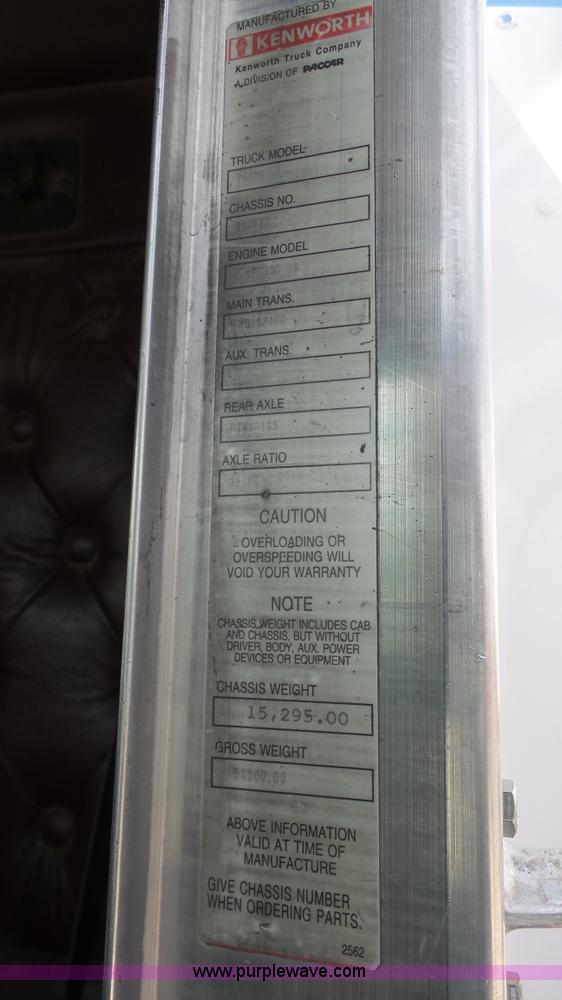 MANUFACTURED BY
KENWORTH
Kenworth Truck Company
A DIVISION OF PACCAR
TRUCK MODEL
CHASSIS NO.
ENGINE MODEL
MAIN TRANS.
AUX. TRANS.
REAR AXLE
AXLE RATIO
CAUTION
OVERLOADING OR
OVERSPEEDING WILL
VOID YOUR WARRANTY
NOTE
CHASSIS WEIGHT INCLUDES CAB
AND CHASSIS, BUT WITHOUT
DRIVER, BODY, AUX. POWER
DEVICES OR EQUIPMENT
CHASSIS WEIGHT
15,295.00
GROSS WEIGHT
ABOVE INFORMATION
VALID AT TIME OF
MANUFACTURE
GIVE CHASSIS NUMBER
WHEN ORDERING PARTS.
2562
www.purplewave.com